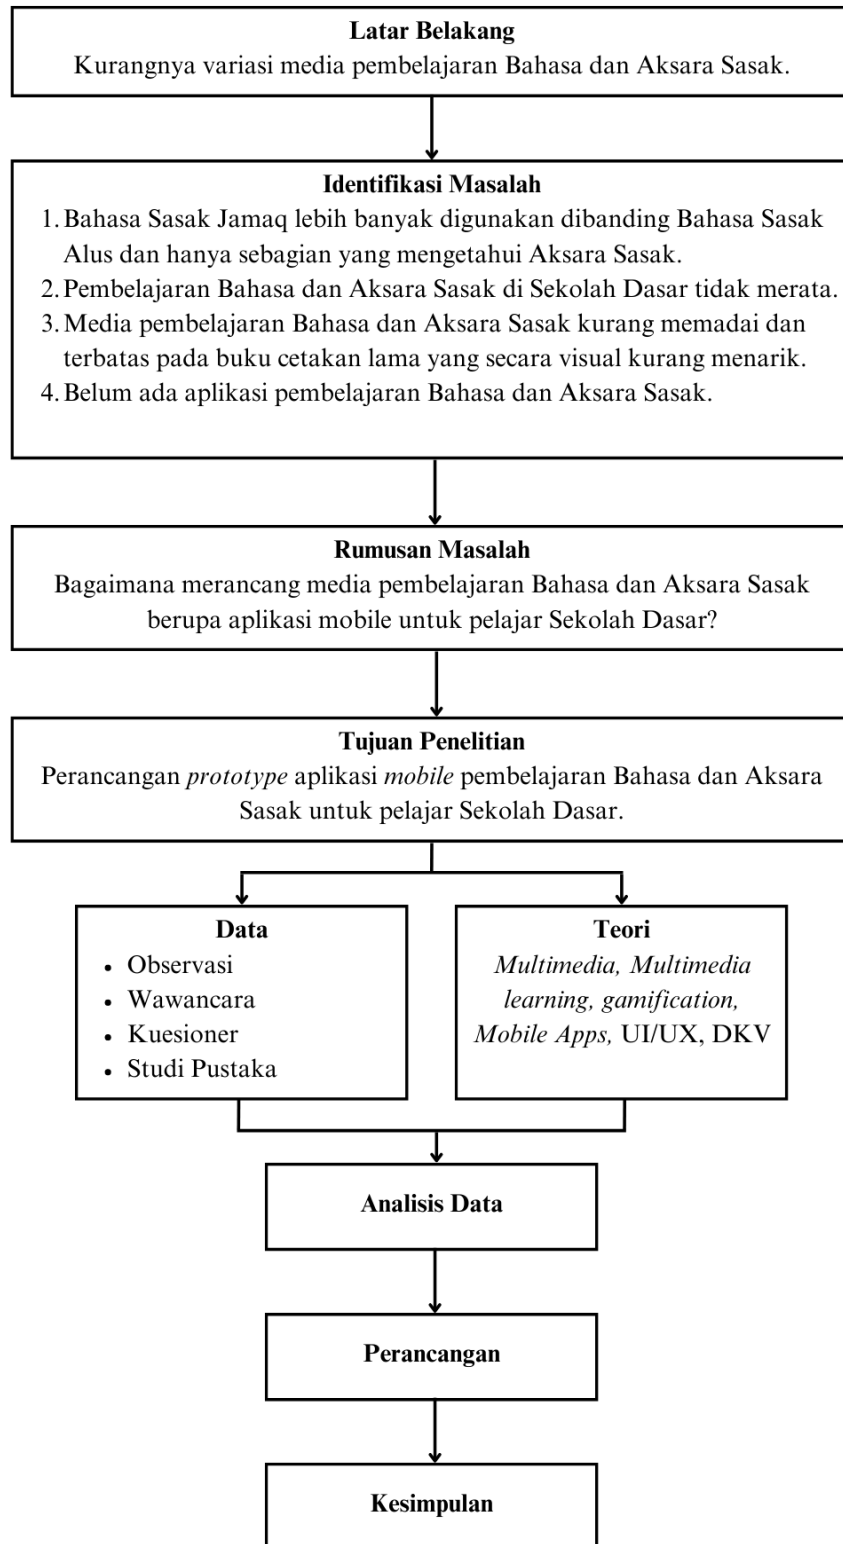 Latar Belakang
Kurangnya variasi media pembelajaran Bahasa dan Aksara Sasak.
Identifikasi Masalah
1. Bahasa Sasak Jamaq lebih banyak digunakan dibanding Bahasa Sasak
Alus dan hanya sebagian yang mengetahui Aksara Sasak.
2. Pembelajaran Bahasa dan Aksara Sasak di Sekolah Dasar tidak merata.
3. Media pembelajaran Bahasa dan Aksara Sasak kurang memadai dan
terbatas pada buku cetakan lama yang secara visual kurang menarik.
4. Belum ada aplikasi pembelajaran Bahasa dan Aksara Sasak.
Rumusan Masalah
Bagaimana merancang media pembelajaran Bahasa dan Aksara Sasak
berupa aplikasi mobile untuk pelajar Sekolah Dasar?
Tujuan Penelitian
Perancangan prototype aplikasi mobile pembelajaran Bahasa dan Aksara
Sasak untuk pelajar Sekolah Dasar.
Data
• Observasi
• Wawancara
• Kuesioner
• Studi Pustaka
Teori
Multimedia, Multimedia
learning, gamification,
Mobile Apps, UI/UX, DKV
Analisis Data
Perancangan
Kesimpulan